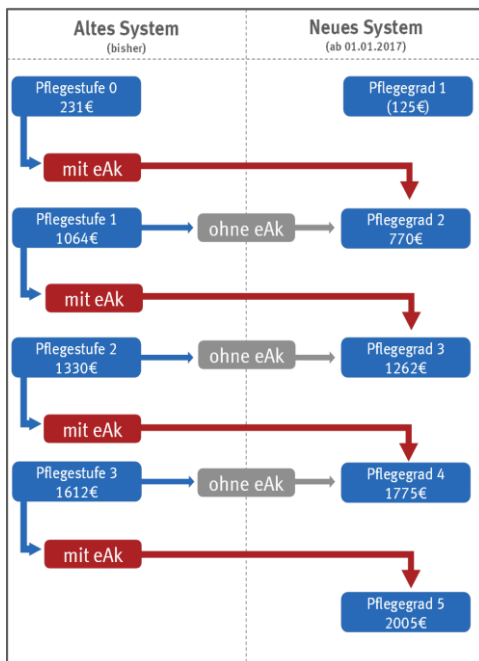 Altes System
(bisher)
Neues System
(ab 01.01.2017)
Pflegestufe 0
231€
Pflegegrad 1
(125€)
mit eAk
Pflegestufe 1
1064€
ohne eAk
Pflegegrad 2
770€
mit eAk
Pflegestufe 2
1330€
ohne eAk
Pflegegrad 3
1262€
mit eAk
Pflegestufe 3
1612€
ohne eAk
Pflegegrad 4
1775€
mit eAk
Pflegegrad 5
2005€